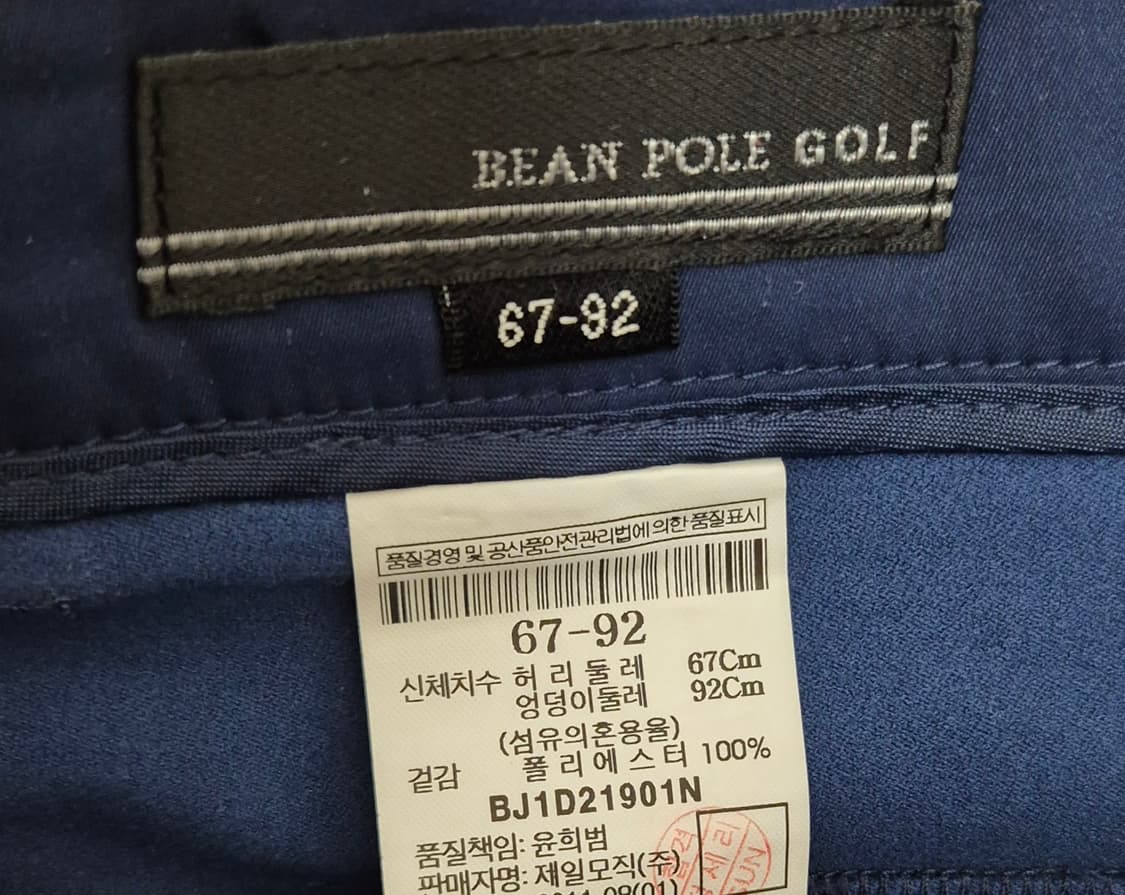 BEAN POLE GOLF
67-92
품질경영 및 공산품안전관리법에 의한 품질표시
67-92
신체치수 허리둘레 67Cm
엉덩이둘레 92Cm
(섬유의혼용율)
겉감 폴리에스터 100%
BJ1D21901N
품질책임: 윤희범
판매자명: 제일모직(주)